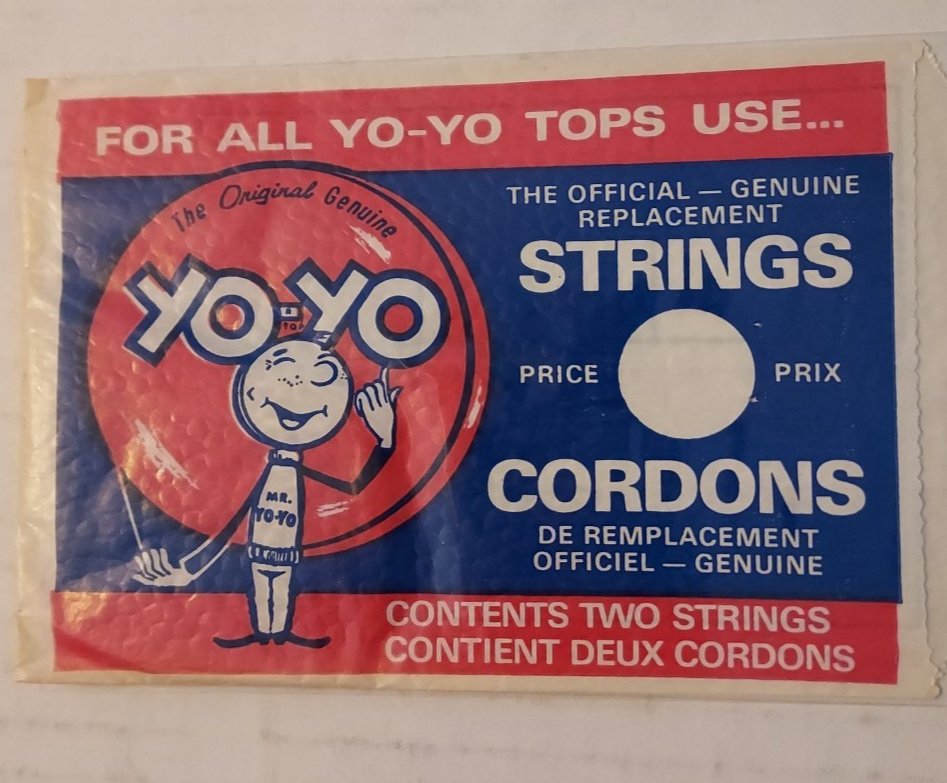 FOR ALL YO-YO TOPS USE...
The Original Genuine
YO-YO
MR.
YO-YO
THE OFFICIAL — GENUINE
REPLACEMENT
STRINGS
PRICE PRIX
CORDONS
DE REMPLACEMENT
OFFICIEL — GENUINE
CONTENTS TWO STRINGS
CONTIENT DEUX CORDONS